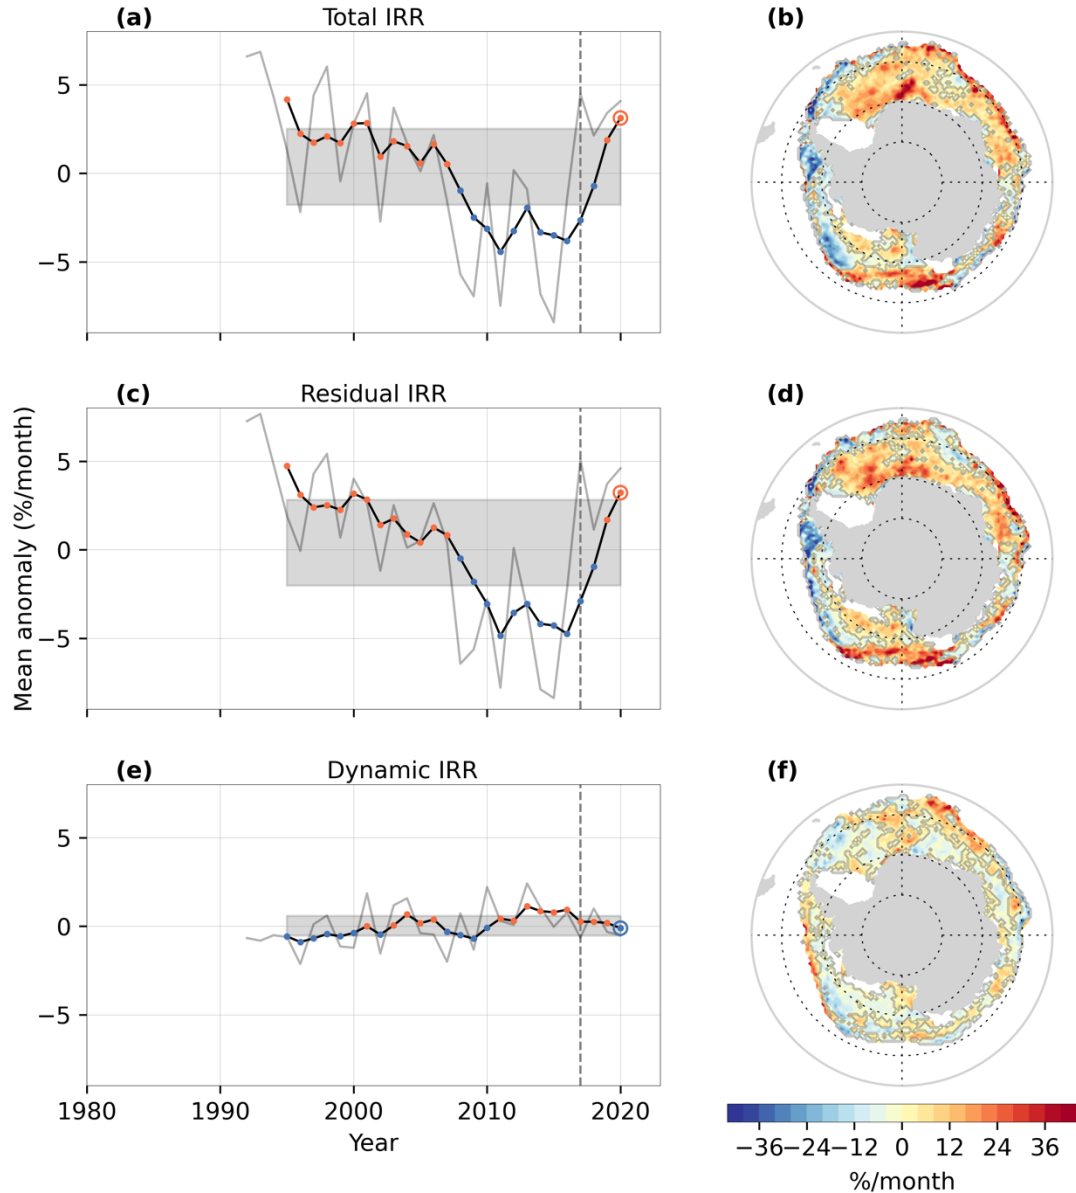 (a) Total IRR (b)
5
0
−5
(c) Residual IRR (d)
5
0
−5
Mean anomaly (%/month)
(e) Dynamic IRR (f)
5
0
−5
1980 1990 2000 2010 2020
Year
−36 −24 −12 0 12 24 36
%/month